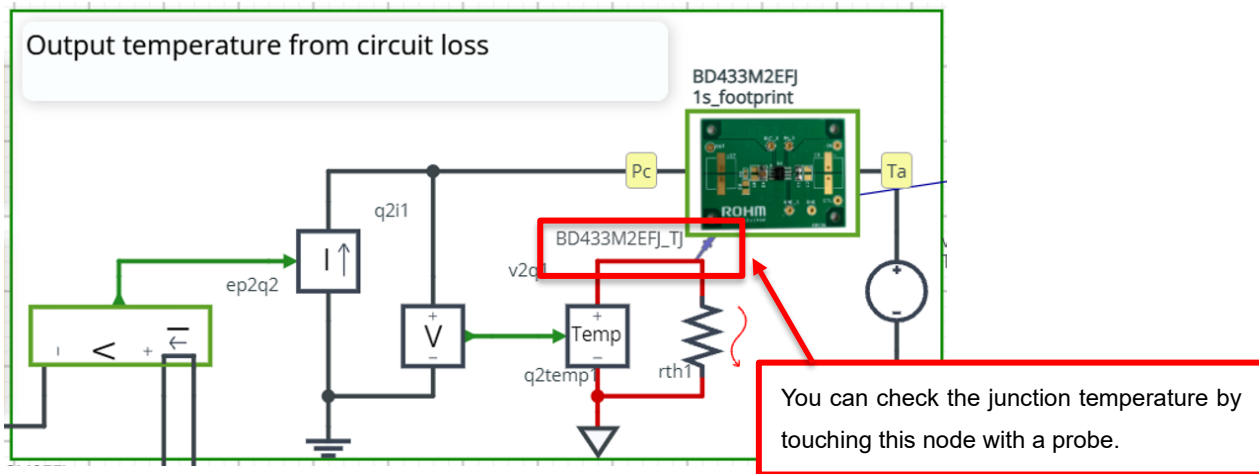 Output temperature from circuit loss
BD433M2EFJ
1s_footprint
Pc
Ta
ROHM
q2i1
BD433M2EFJ_TJ
I
v2q1
ep2q2
V
Temp
q2temp1
rth1
You can check the junction temperature by
touching this node with a probe.